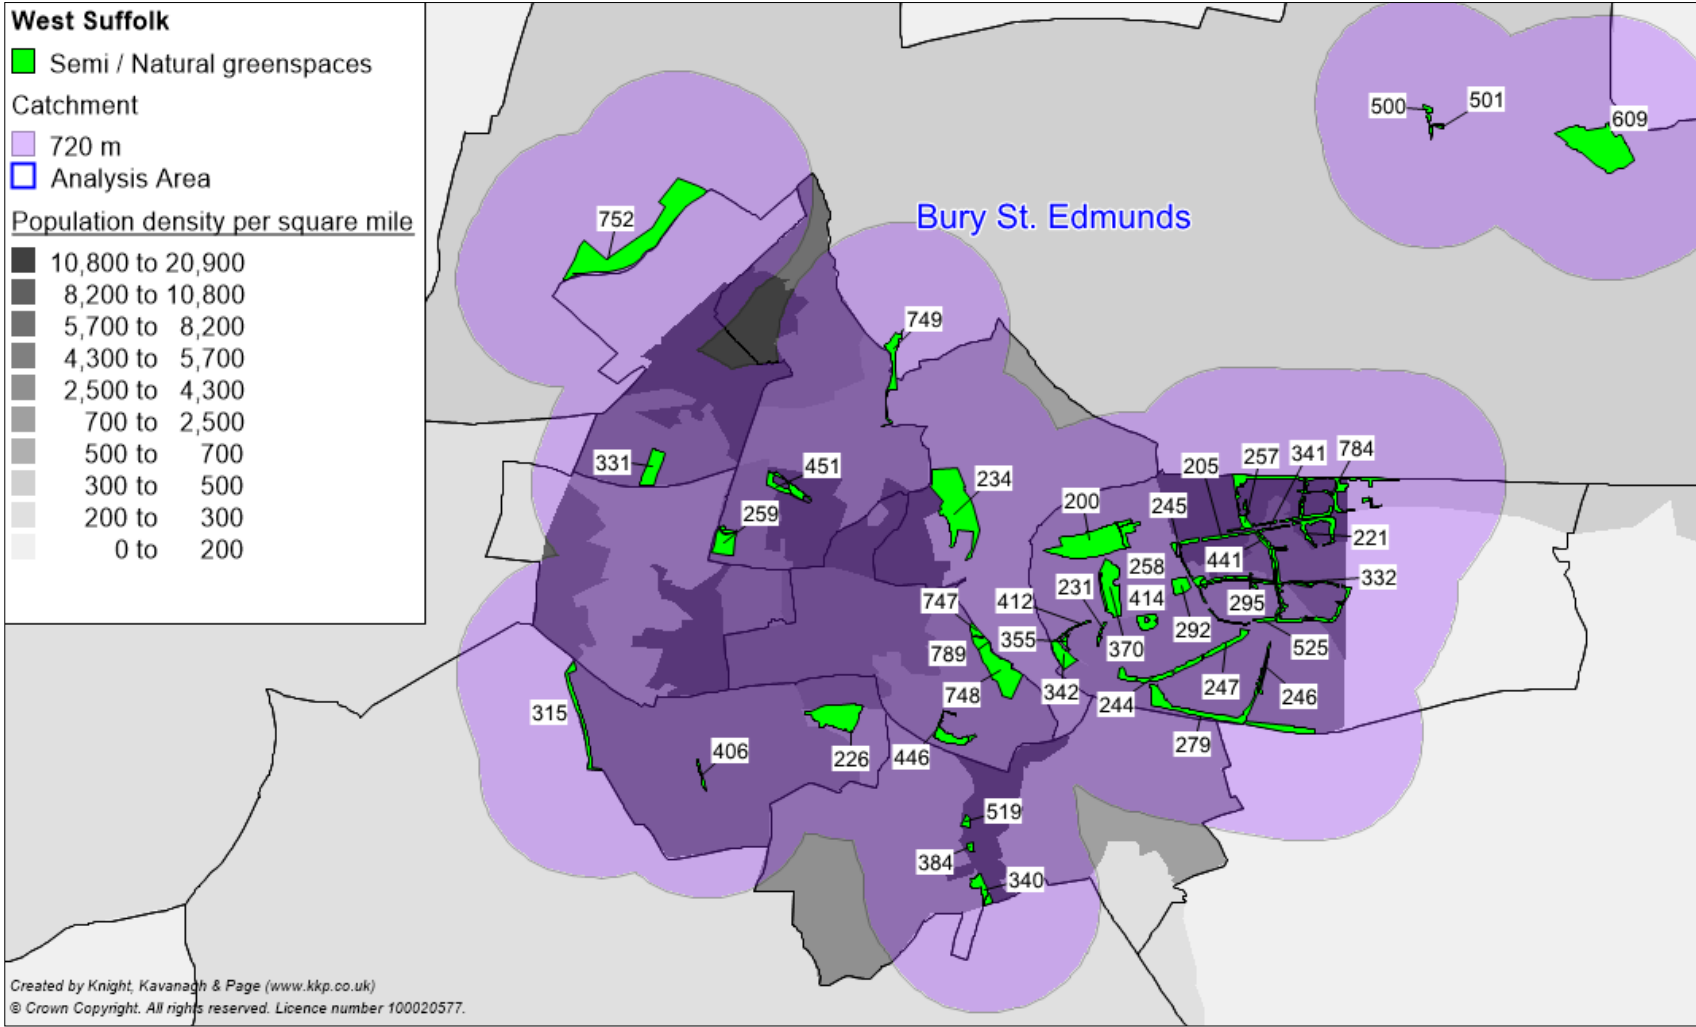 West Suffolk
Semi / Natural greenspaces
Catchment
720 m
Analysis Area
Population density per square mile
10,800 to 20,900
8,200 to 10,800
5,700 to 8,200
4,300 to 5,700
2,500 to 4,300
700 to 2,500
500 to 700
300 to 500
200 to 300
0 to 200
Bury St. Edmunds
500
501
609
752
749
331
451
259
234
200
245
205
257
341
784
221
441
332
258
231
414
295
412
747
355
370
292
525
789
748
342
244
247
246
279
315
406
226
446
519
384
340
Created by Knight, Kavanagh & Page (www.kkp.co.uk)
© Crown Copyright. All rights reserved. Licence number 100020577.